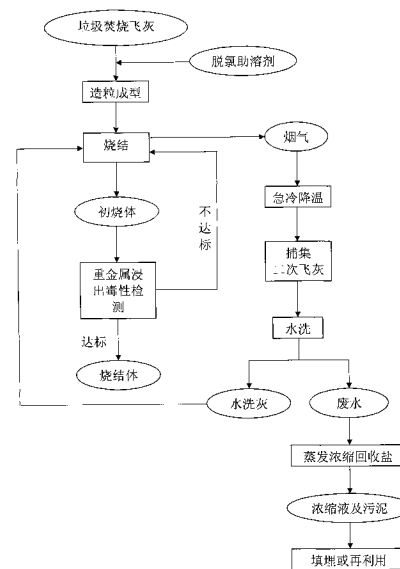 垃圾焚烧飞灰
脱氯助溶剂
造粒成型
烧结
烟气
急冷降温
初烧体
不
达
标
捕集
二次飞灰
重金属浸
出毒性检
测
水洗
达标
烧结体
水洗灰
废水
蒸发浓缩回收盐
浓缩液及污泥
填埋或再利用